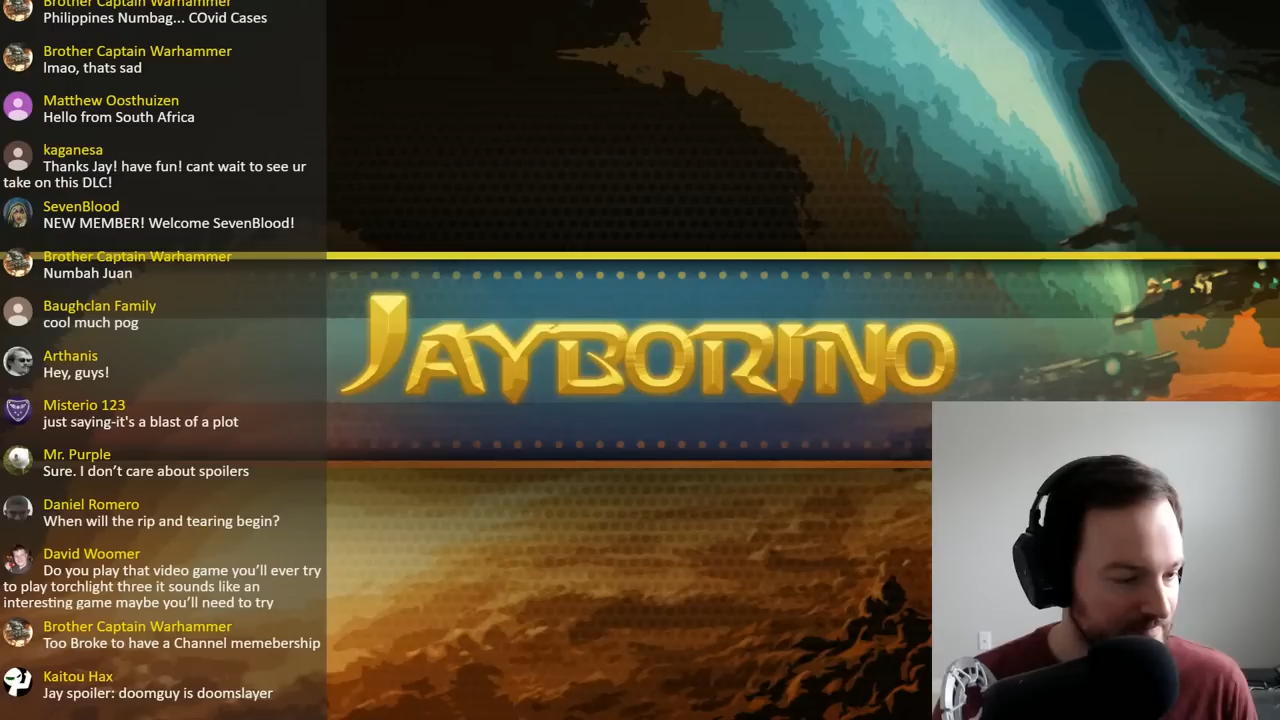 Brother Captain Warhammer
Philippines Numbag... COvid Cases
Brother Captain Warhammer
lmao, thats sad
Matthew Oosthuizen
Hello from South Africa
kaganesa
Thanks Jay! have fun! cant wait to see ur
take on this DLC!
SevenBlood
NEW MEMBER! Welcome SevenBlood!
Brother Captain Warhammer
Numbah Juan
Baughclan Family
cool much pog
Arthanis
Hey, guys!
Misterio 123
just saying-it's a blast of a plot
Mr. Purple
Sure. I don’t care about spoilers
Daniel Romero
When will the rip and tearing begin?
David Woomer
Do you play that video game you’ll ever try
to play torchlight three it sounds like an
interesting game maybe you’ll need to try
Brother Captain Warhammer
Too Broke to have a Channel memebership
Kaitou Hax
Jay spoiler: doomguy is doomslayer
JAYBORINO